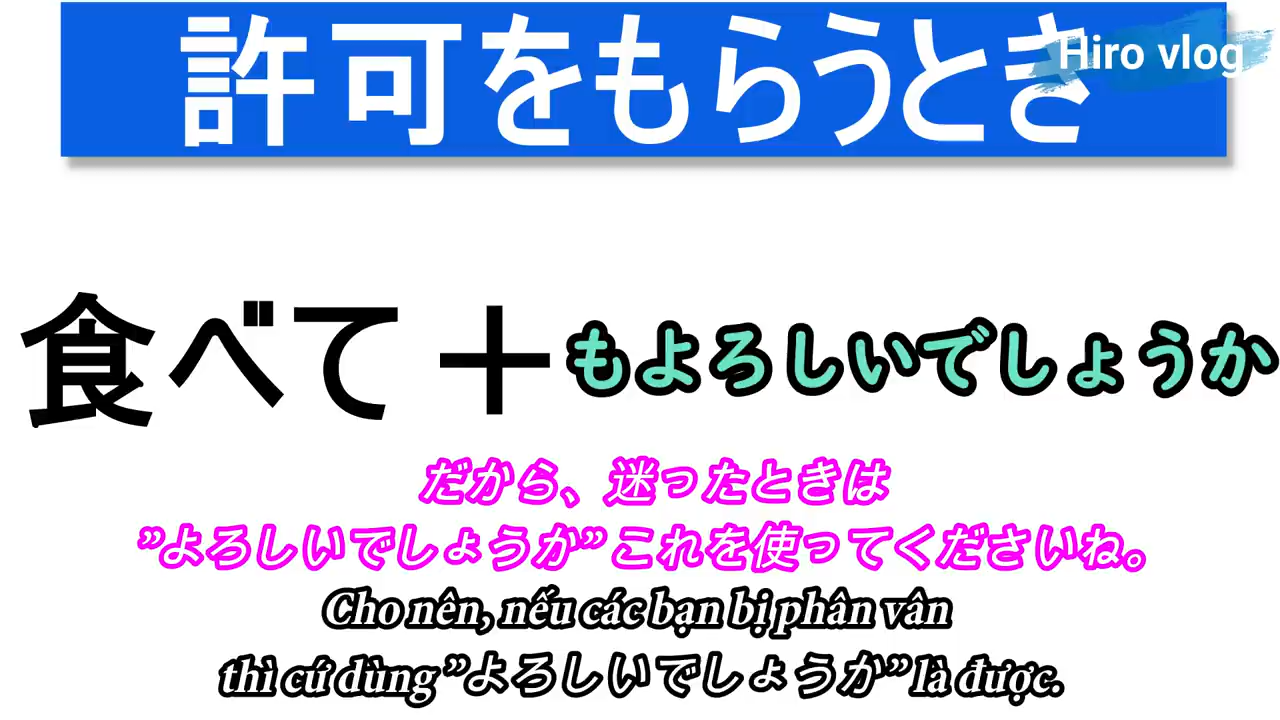 許可をもらうとき
Hiro vlog
食べて + もよろしいでしょうか
だから、迷ったときは
”よろしいでしょうか”これを使ってくださいね。
Cho nên, nếu các bạn bị phân vân
thì cứ dùng ”よろしいでしょうか” là được.